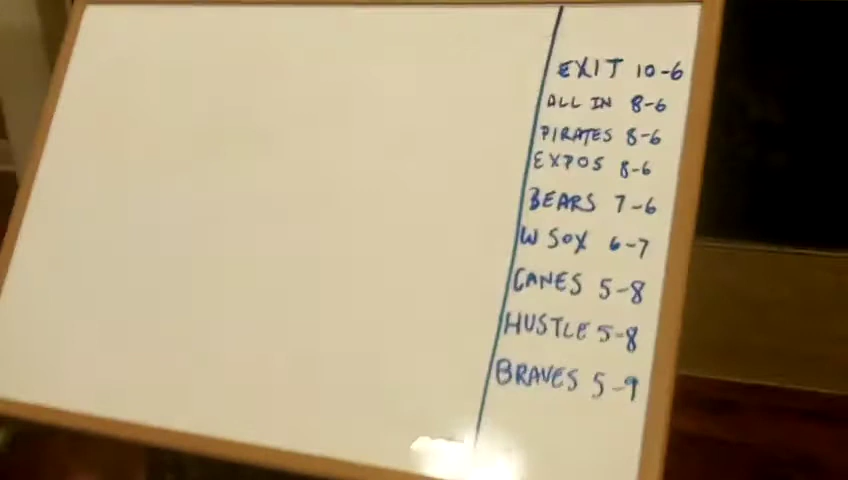 EXIT 10-6
ALL IN 8-6
PIRATES 8-6
EXPOS 8-6
BEARS 7-6
W SOX 6-7
CANES 5-8
HUSTLE 5-8
BRAVES 5-9